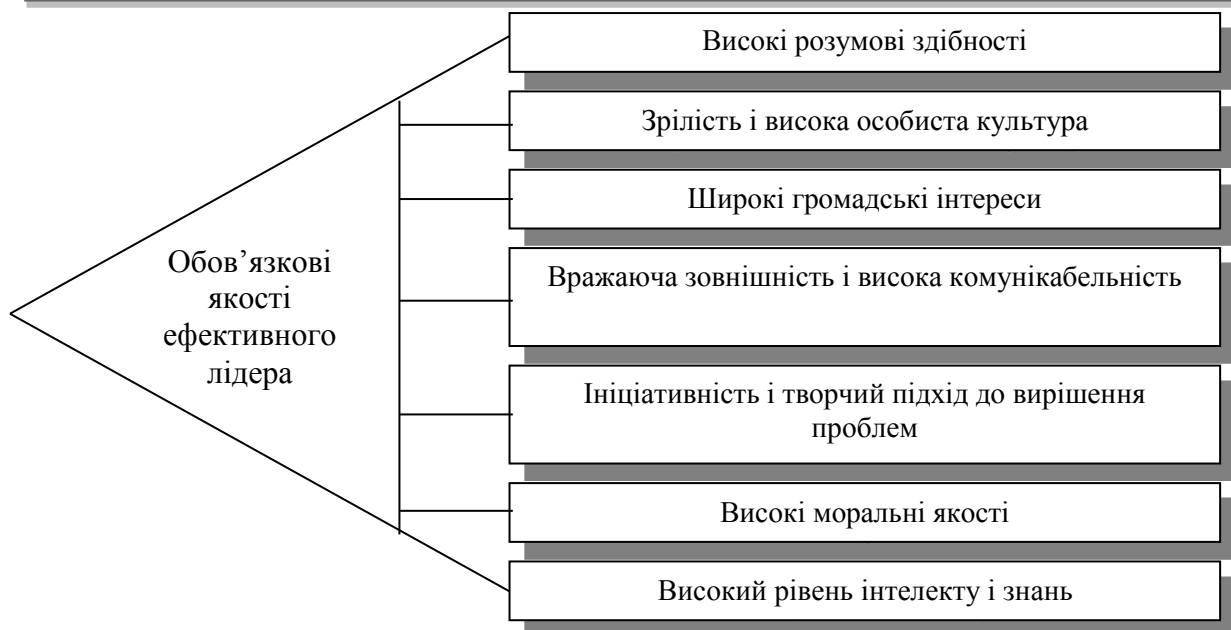 Високі розумові здібності
Зрілість і висока особиста культура
Широкі громадські інтереси
Обов’язкові
якості
ефективного
лідера
Вражаюча зовнішність і висока комунікабельність
Ініціативність і творчий підхід до вирішення
проблем
Високі моральні якості
Високий рівень інтелекту і знань